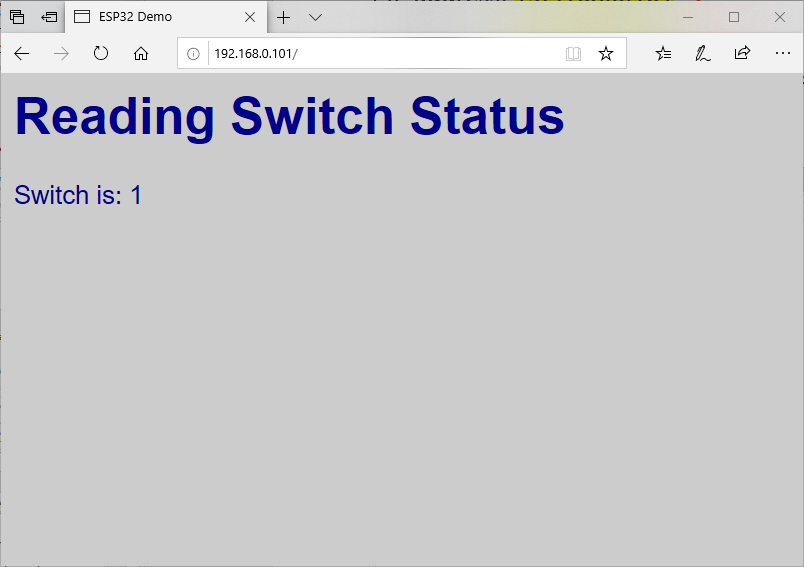 ESP32 Demo
192.168.0.101/
Reading Switch Status
Switch is: 1